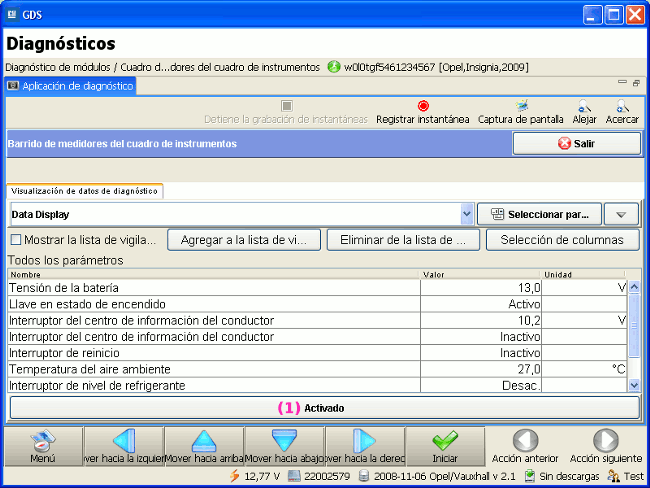 GDS
Diagnósticos
Diagnóstico de módulos / Cuadro d...dores del cuadro de instrumentos w0l0tgf5461234567 [Opel,Insignia,2009]
Aplicación de diagnóstico
Detiene la grabación de instantáneas Registrar instantánea Captura de pantalla Alejar Acercar
Barrido de medidores del cuadro de instrumentos Salir
Visualización de datos de diagnóstico
Data Display Seleccionar par...
Mostrar la lista de vigila... Agregar a la lista de vi... Eliminar de la lista de ... Selección de columnas
Todos los parámetros
Nombre Valor Unidad
Tensión de la batería 13,0 V
Llave en estado de encendido Activo
Interruptor del centro de información del conductor 10,2 V
Interruptor del centro de información del conductor Inactivo
Interruptor de reinicio Inactivo
Temperatura del aire ambiente 27,0 °C
Interruptor de nivel de refrigerante Desac.
(1) Activado
Menú over hacia la izquier Mover hacia arriba Mover hacia abajo over hacia la derec Iniciar Acción anterior Acción siguiente
12,77 V 22002579 2008-11-06 Opel/Vauxhall v 2.1 Sin descargas Test